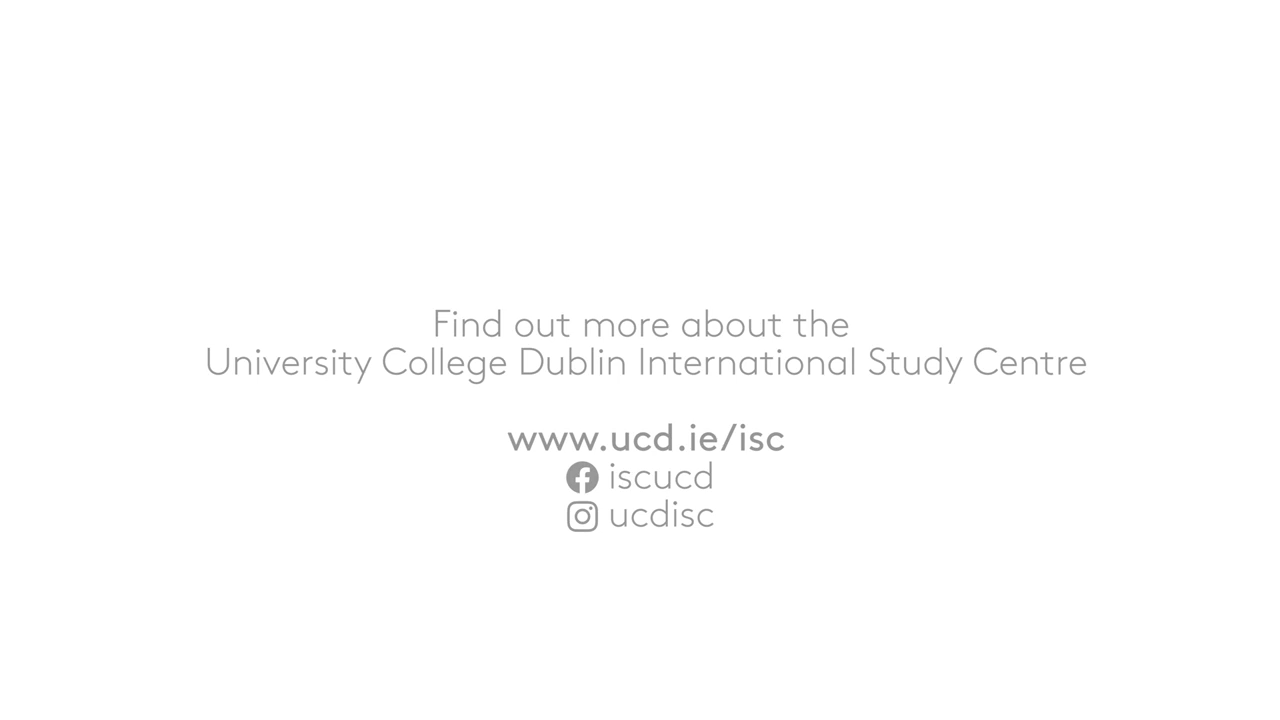 Find out more about the
University College Dublin International Study Centre
www.ucd.ie/isc
iscucd
ucdisc